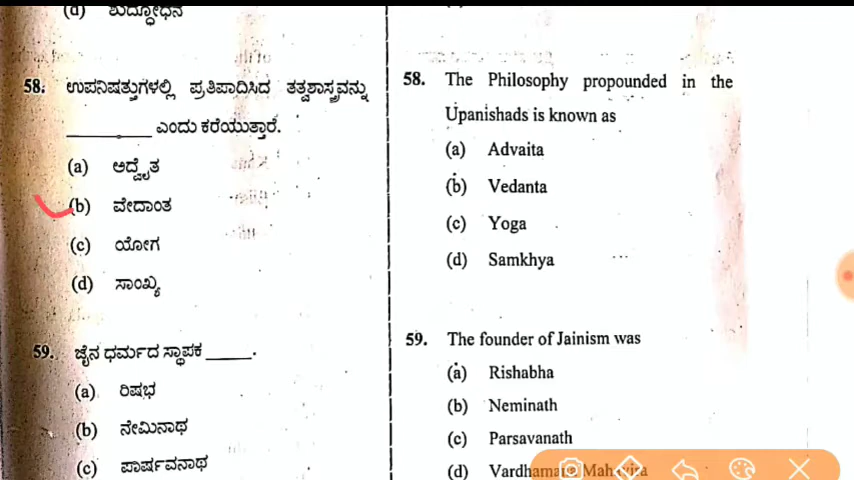 (d) ಶುದ್ಧೋಧನ
58. ಉಪನಿಷತ್ತುಗಳಲ್ಲಿ ಪ್ರತಿಪಾದಿಸಿದ ತತ್ವಶಾಸ್ತ್ರವನ್ನು
________ ಎಂದು ಕರೆಯುತ್ತಾರೆ.
(a) ಅದ್ವೈತ
(b) ವೇದಾಂತ
(c) ಯೋಗ
(d) ಸಾಂಖ್ಯ
59. ಜೈನ ಧರ್ಮದ ಸ್ಥಾಪಕ _____.
(a) ರಿಷಭ
(b) ನೇಮಿನಾಥ
(c) ಪಾರ್ಷವನಾಥ
58. The Philosophy propounded in the
Upanishads is known as
(a) Advaita
(b) Vedanta
(c) Yoga
(d) Samkhya
59. The founder of Jainism was
(a) Rishabha
(b) Neminath
(c) Parsavanath
(d) Vardhamana Mahavira